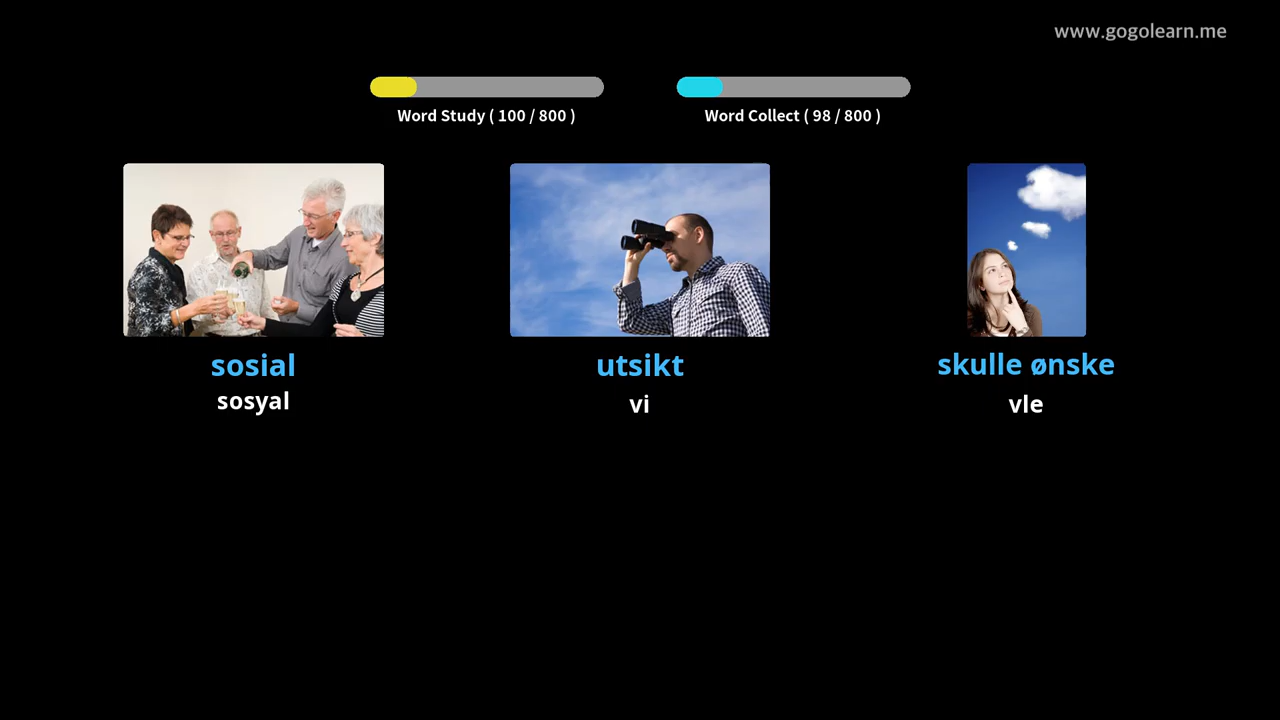 www.gogolearn.me
Word Study ( 100 / 800 )
Word Collect ( 98 / 800 )
sosial
utsikt
skulle ønske
sosyal
vi
vle